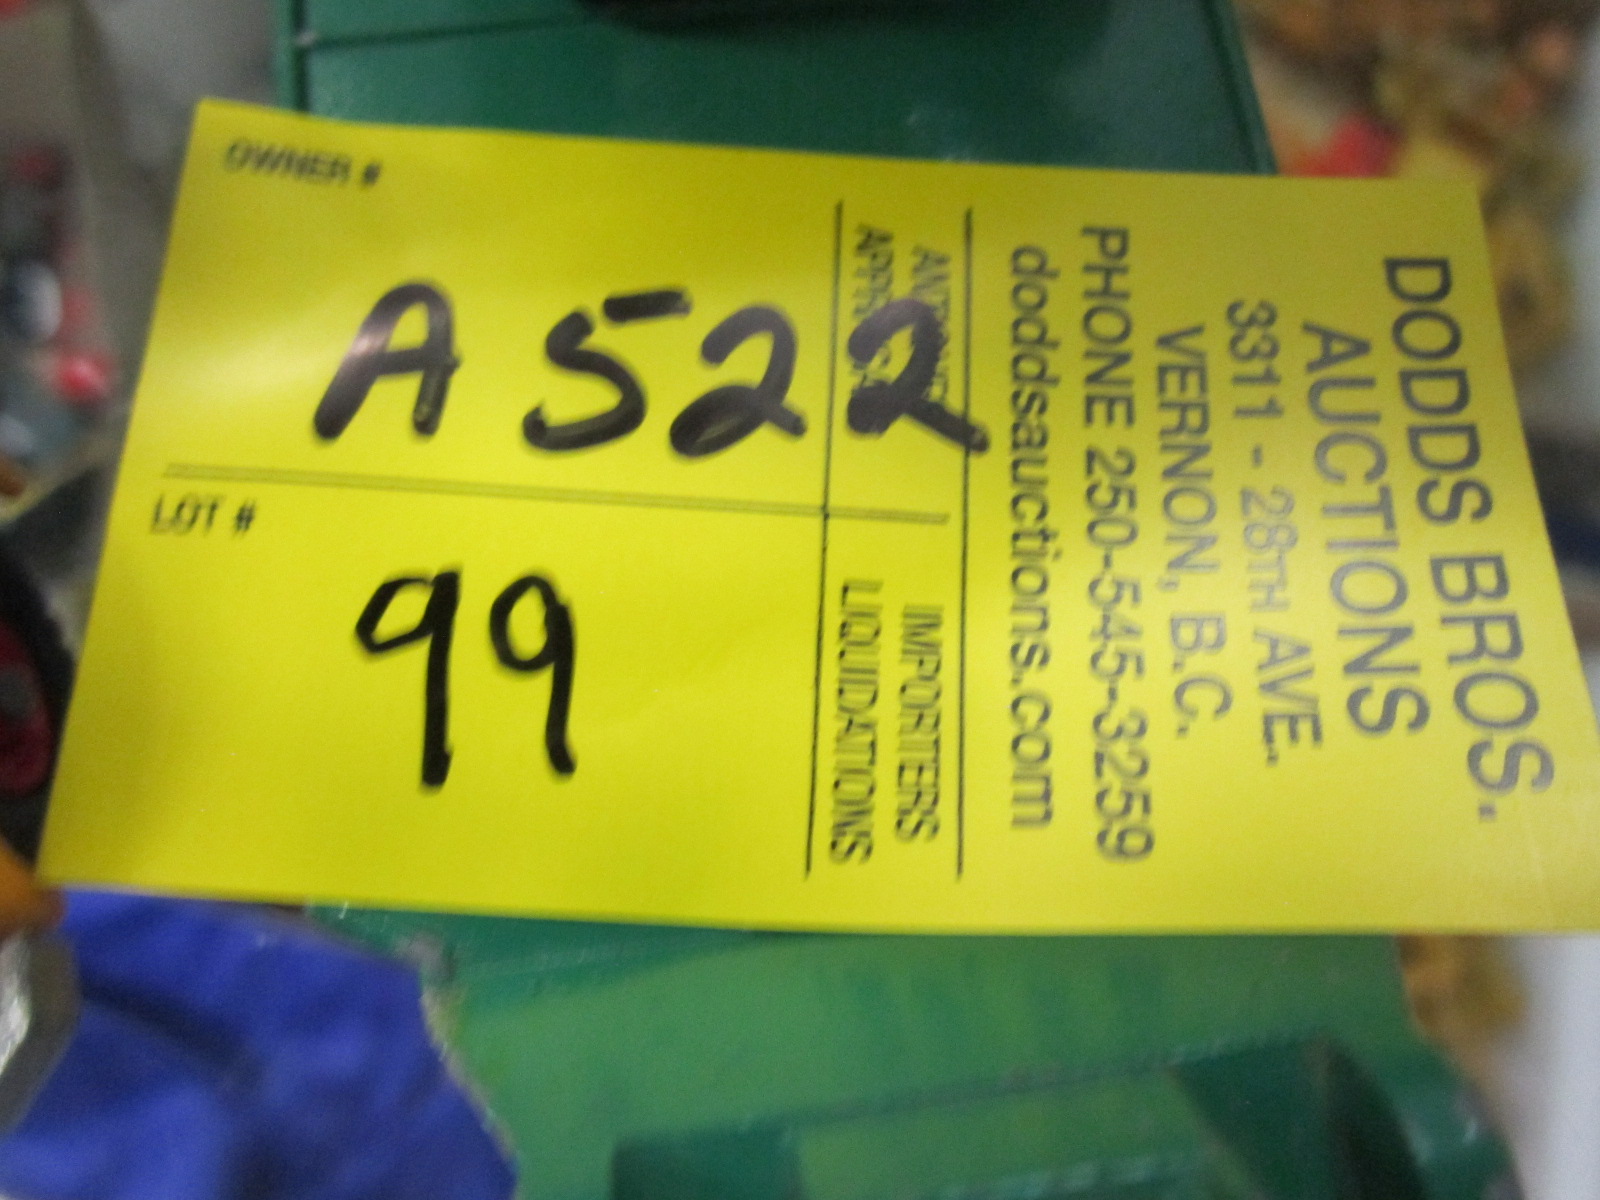 OWNER #
A522
LOT #
99
DODDS BROS.
AUCTIONS
3311 - 28TH AVE.
VERNON, B.C.
PHONE 250-545-3259
doddsauctions.com
IMPORTERS
LIQUIDATIONS